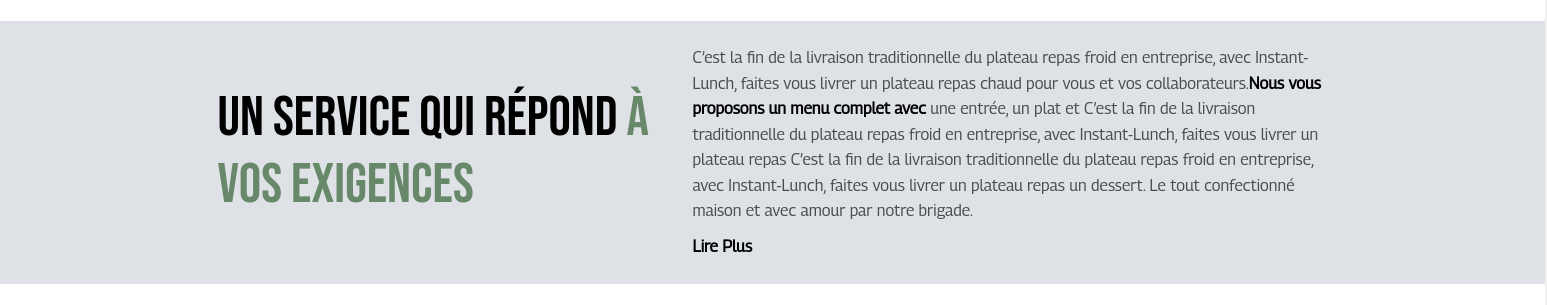 UN SERVICE QUI RÉPOND À
VOS EXIGENCES
C'est la fin de la livraison traditionnelle du plateau repas froid en entreprise, avec Instant-
Lunch, faites vous livrer un plateau repas chaud pour vous et vos collaborateurs.Nous vous
proposons un menu complet avec une entrée, un plat et C'est la fin de la livraison
traditionnelle du plateau repas froid en entreprise, avec Instant-Lunch, faites vous livrer un
plateau repas C'est la fin de la livraison traditionnelle du plateau repas froid en entreprise,
avec Instant-Lunch, faites vous livrer un plateau repas un dessert. Le tout confectionné
maison et avec amour par notre brigade.
Lire Plus